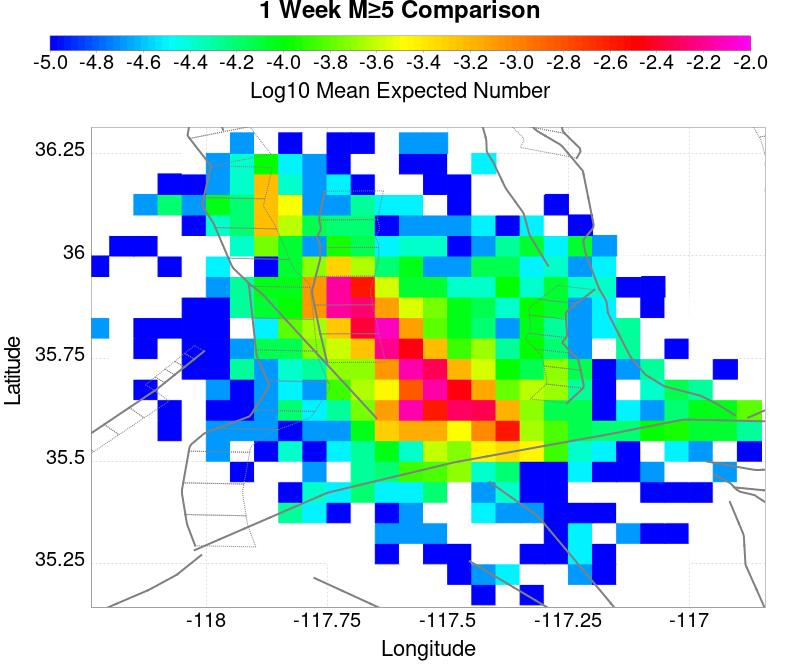 1 Week M≥5 Comparison
-5.0 -4.8 -4.6 -4.4 -4.2 -4.0 -3.8 -3.6 -3.4 -3.2 -3.0 -2.8 -2.6 -2.4 -2.2 -2.0
Log10 Mean Expected Number
36.25
36
35.75
35.5
35.25
Latitude
-118 -117.75 -117.5 -117.25 -117
Longitude